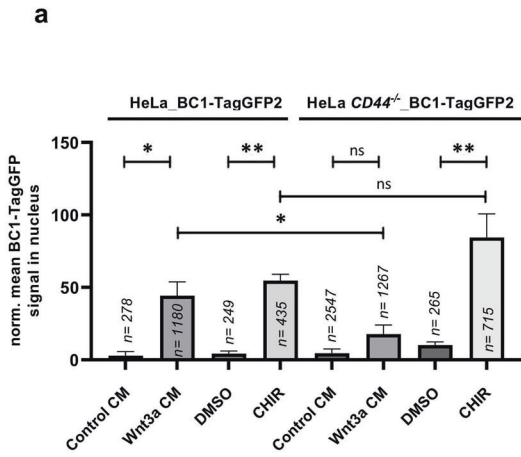 a
HeLa_BC1-TagGFP2
HeLa CD44-/-_BC1-TagGFP2
norm. mean BC1-TagGFP
signal in nucleus
150
100
50
0
*
**
ns
**
ns
*
n= 278
n= 1180
n= 249
n= 435
n= 2547
n= 1267
n= 265
n= 715
Control CM
Wnt3a CM
DMSO
CHIR
Control CM
Wnt3a CM
DMSO
CHIR